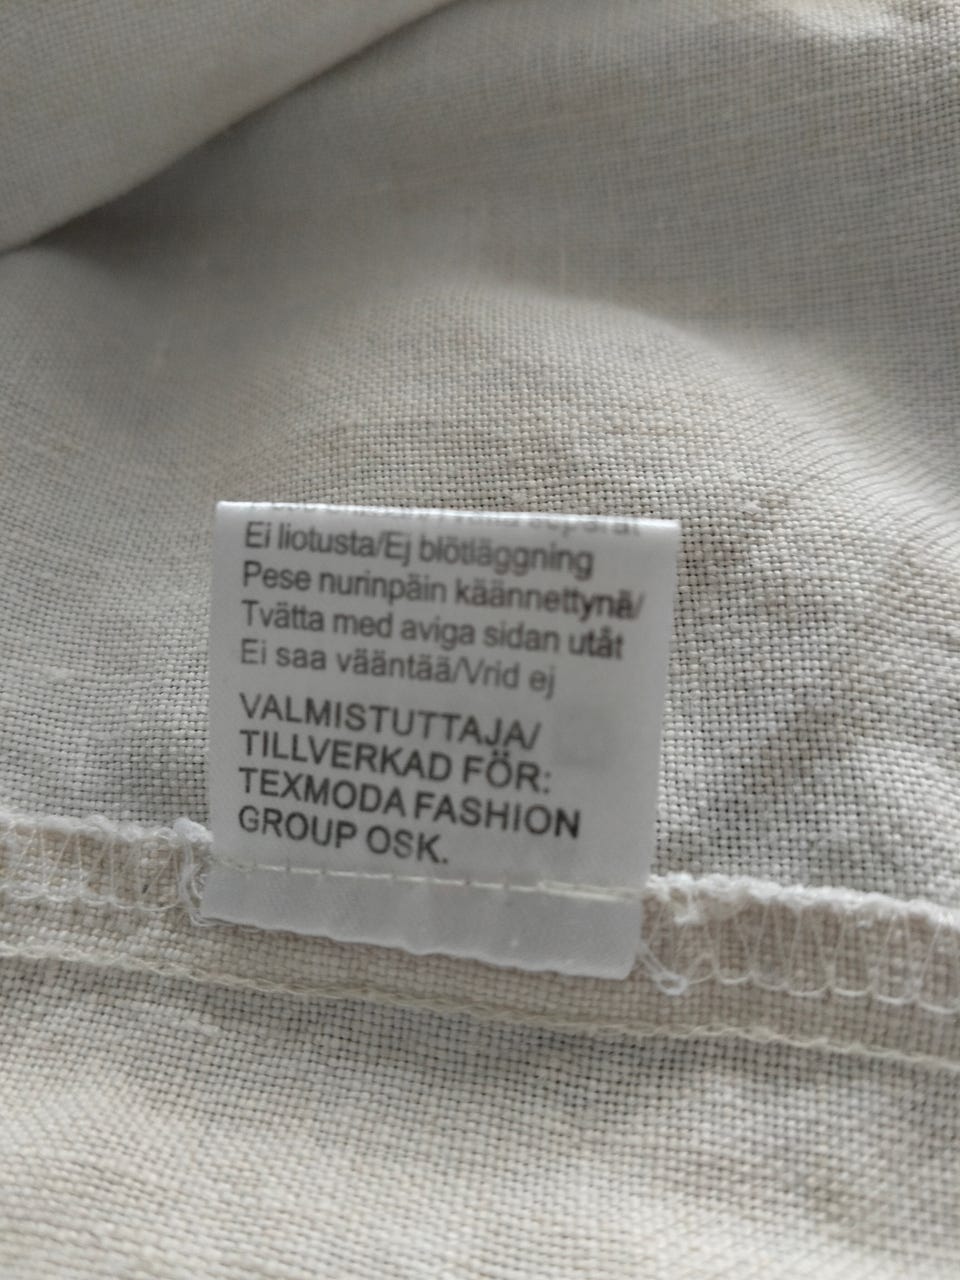 Ei liotusta/Ej blötläggning
Pese nurinpäin käännettynä/
Tvätta med aviga sidan utåt
Ei saa vääntää/Vrid ej
VALMISTUTTAJA/
TILLVERKAD FÖR:
TEXMODA FASHION
GROUP OSK.